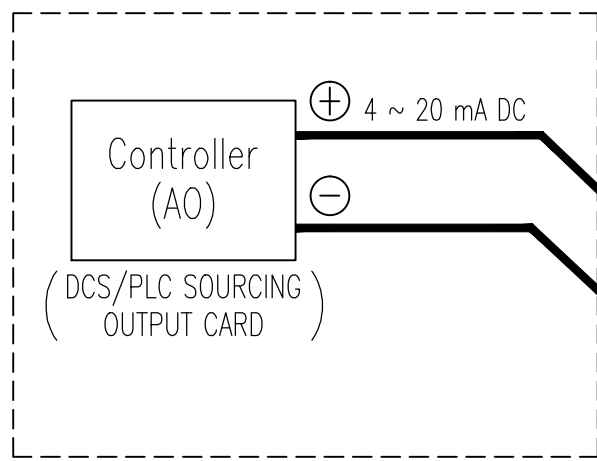 ⊕ 4 ~ 20 mA DC
Controller
(AO)
⊖
( DCS/PLC SOURCING
OUTPUT CARD )